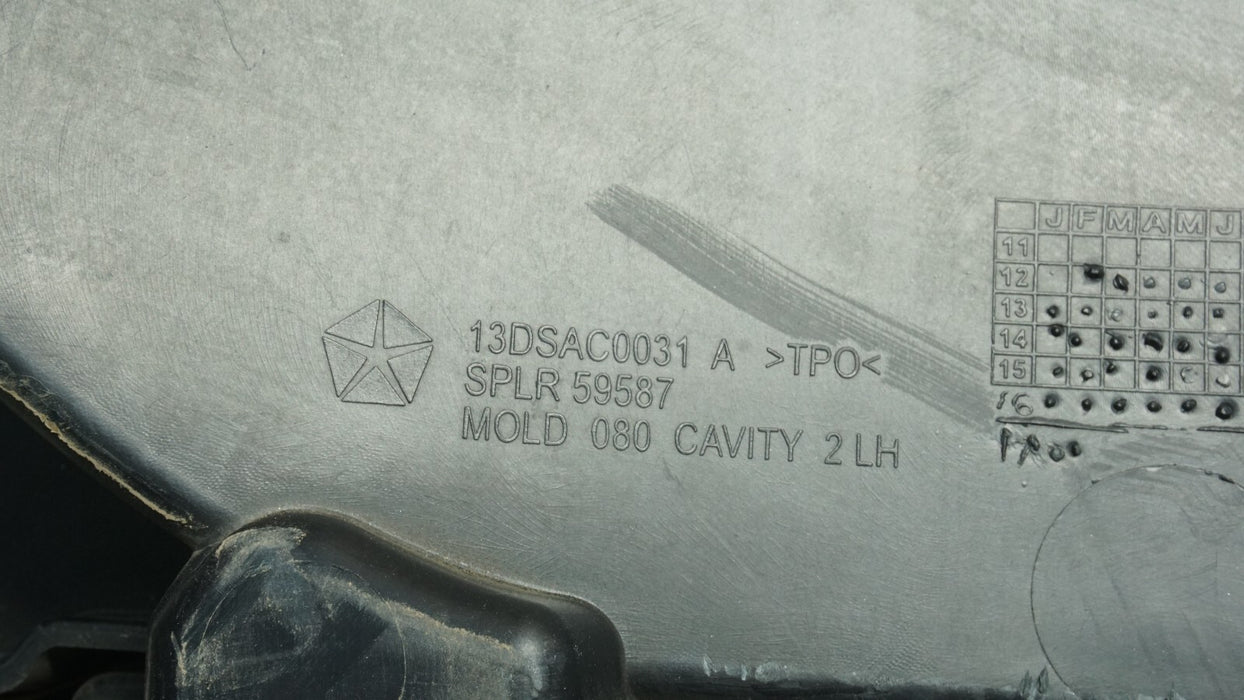 13DSAC0031 A >TPO<
SPLR 59587
MOLD 080 CAVITY 2 LH
J F M A M J
11
12
13
14
15
16